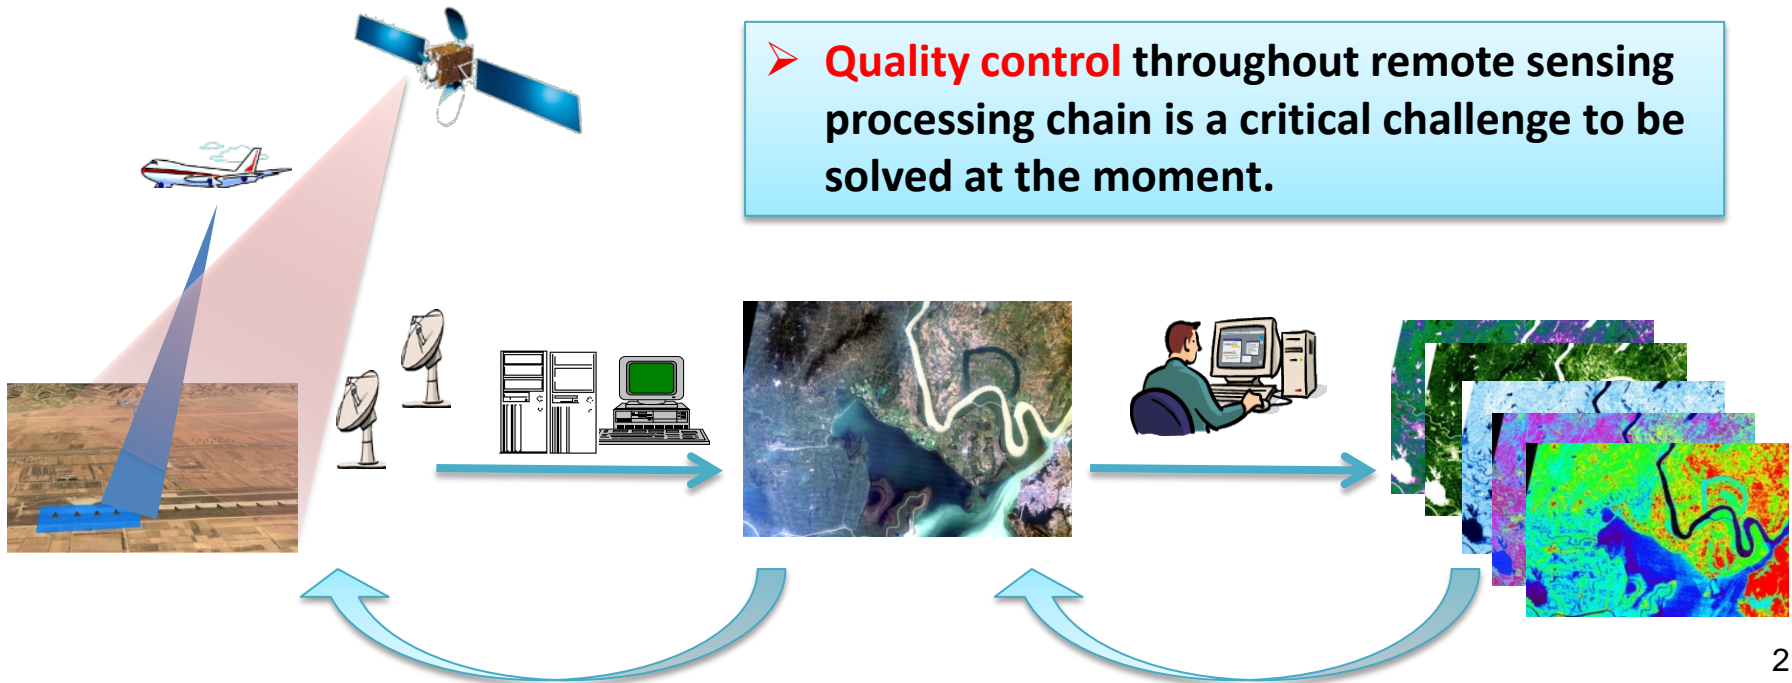 ➢ Quality control throughout remote sensing
processing chain is a critical challenge to be
solved at the moment.
2